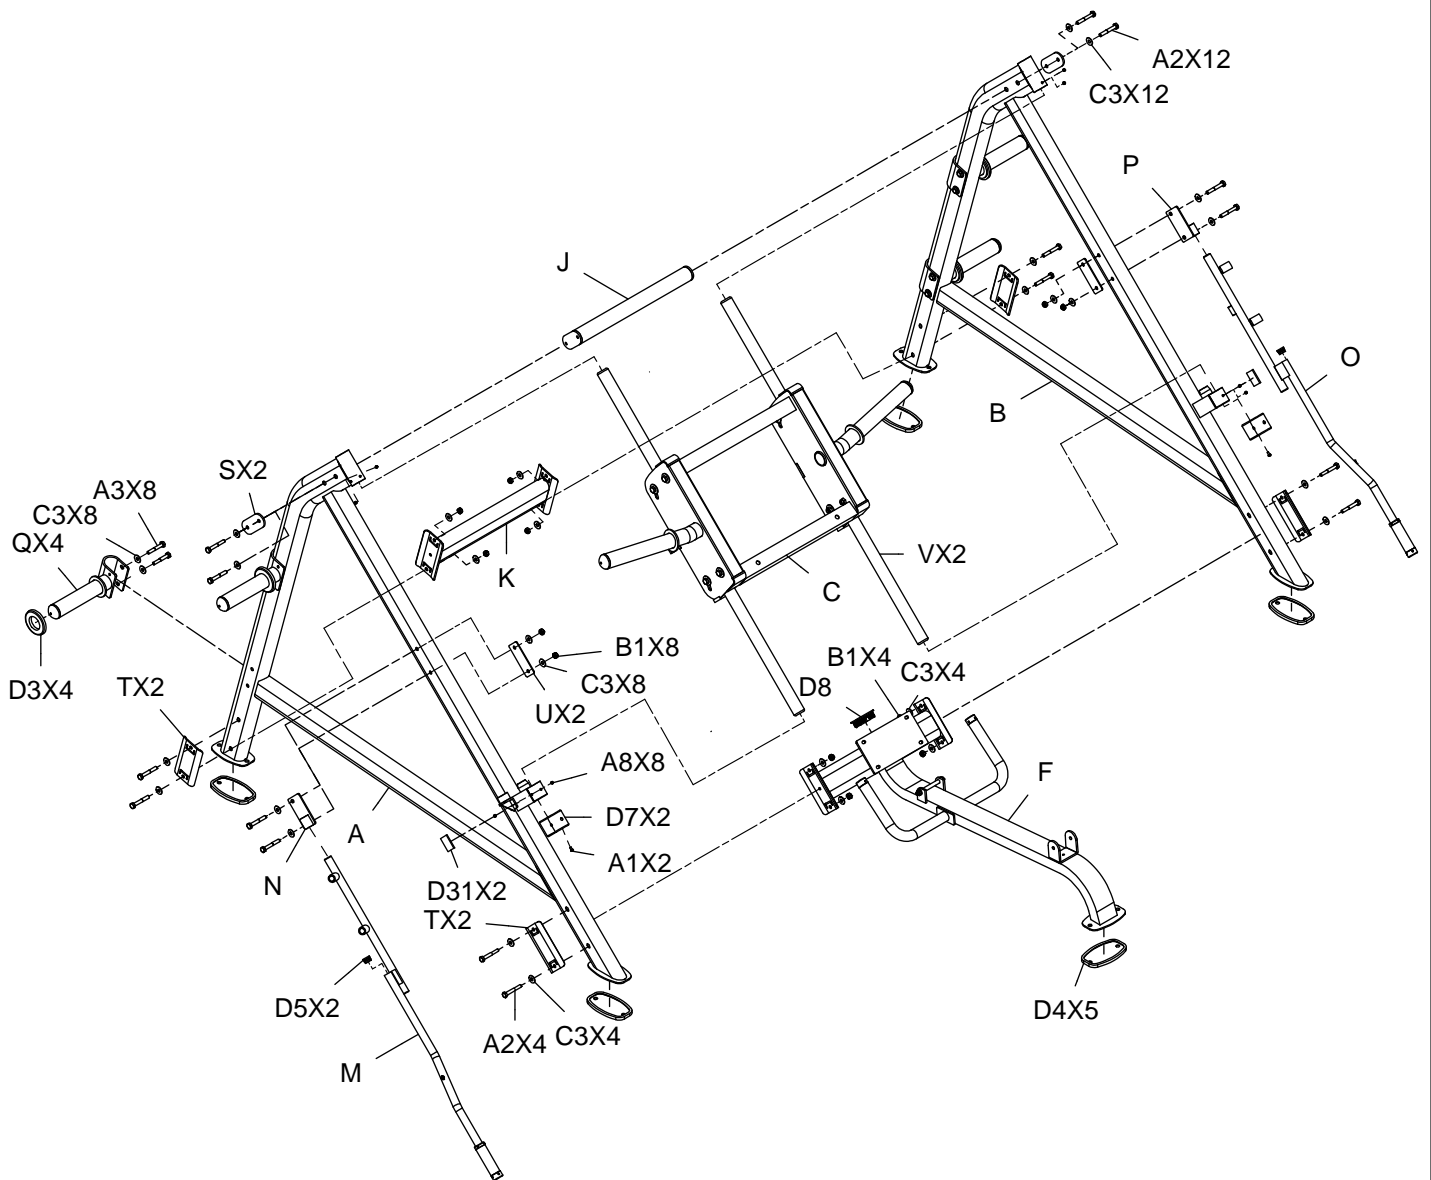 A2X12
C3X12
P
J
O
B
SX2
A3X8
C3X8
QX4
K
VX2
C
B1X8
B1X4
C3X4
D3X4
TX2
C3X8
D8
UX2
A8X8
F
D7X2
A
A1X2
N
D31X2
TX2
D5X2
A2X4
C3X4
D4X5
M